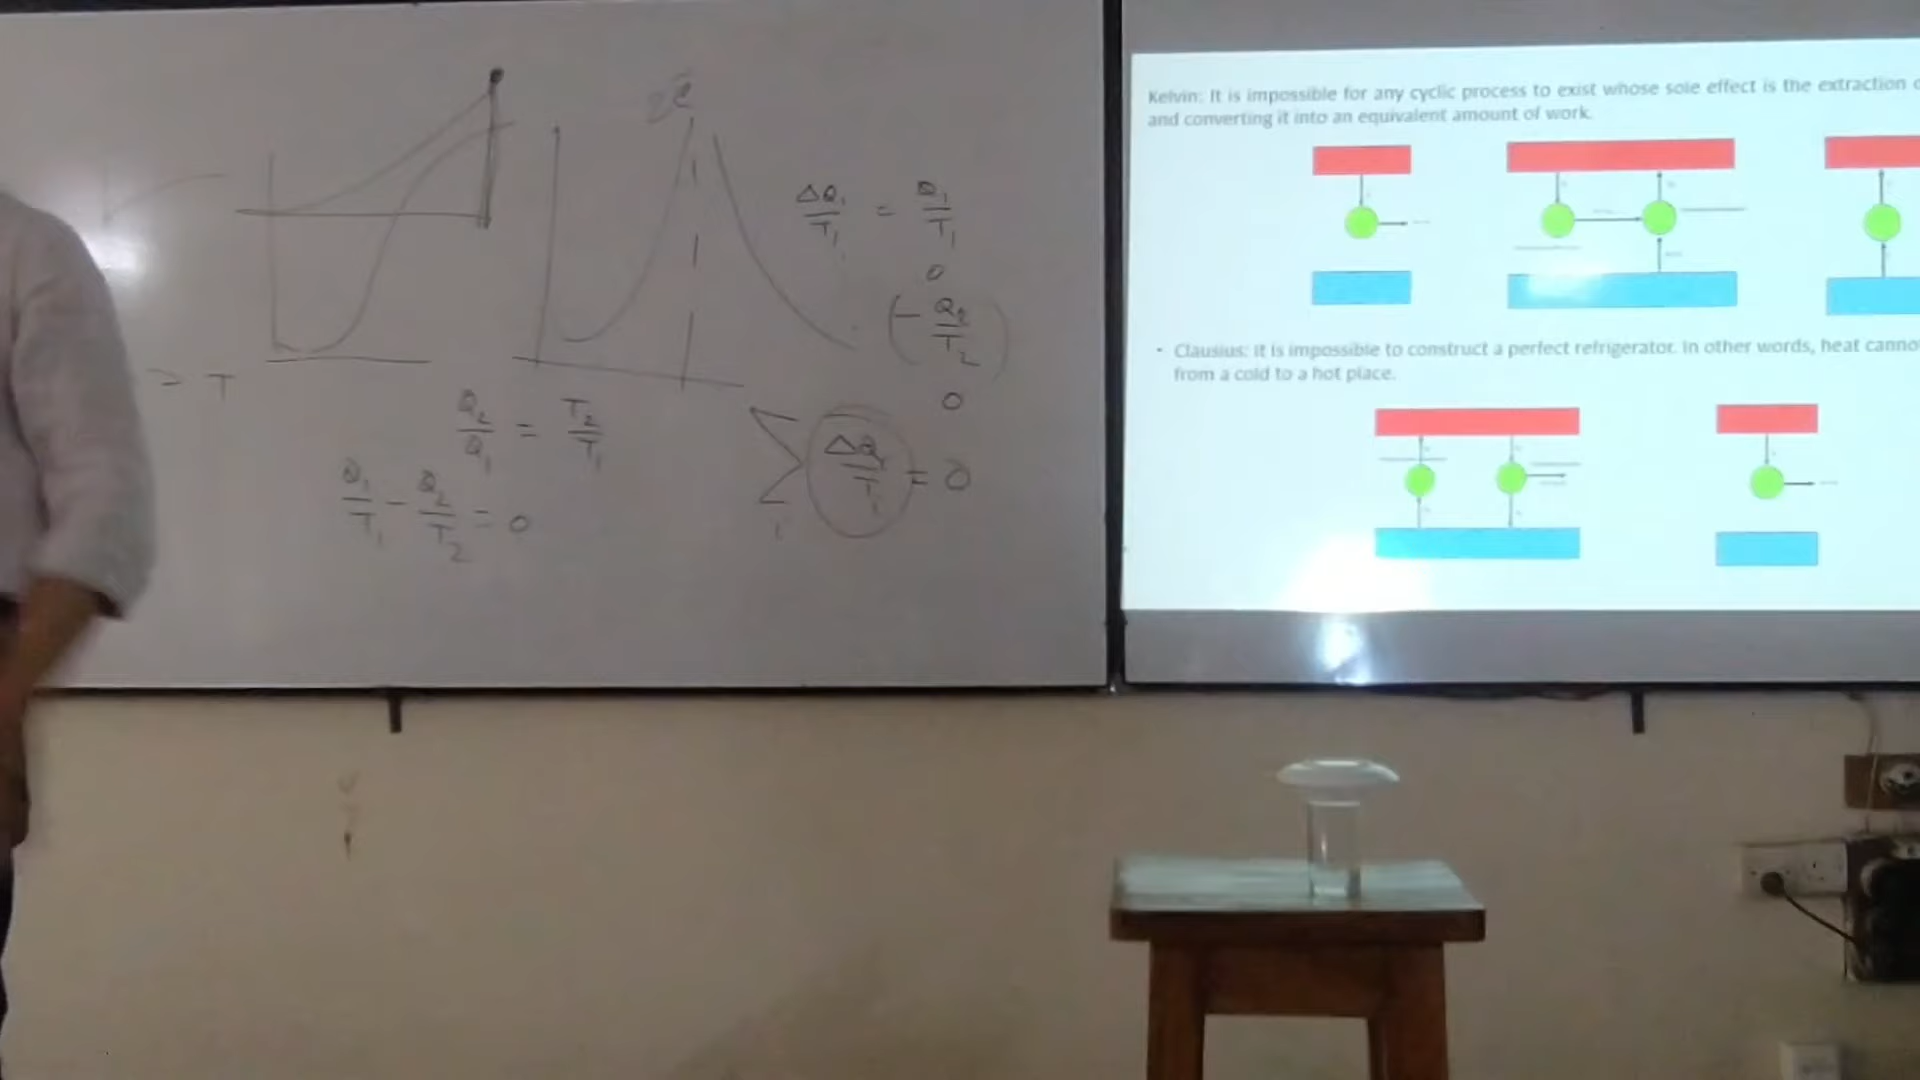 ΔQ₁/T₁ = Q₁/T₁
0
(- Q₂/T₂)
0
= T
Q₂/Q₁ = T₂/T₁
Q₁/T₁ - Q₂/T₂ = 0
Σᵢ ΔQᵢ/Tᵢ = 0
Kelvin: It is impossible for any cyclic process to exist whose sole effect is the extraction
and converting it into an equivalent amount of work.
• Clausius: It is impossible to construct a perfect refrigerator. In other words, heat canno
from a cold to a hot place.